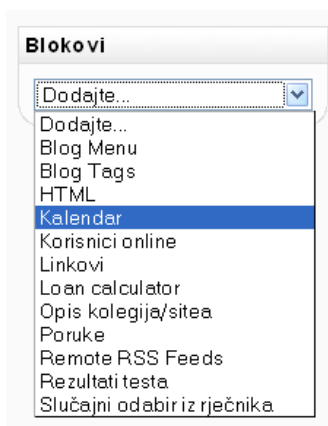 Blokovi
Dodajte...
Dodajte...
Blog Menu
Blog Tags
HTML
Kalendar
Korisnici online
Linkovi
Loan calculator
Opis kolegija/sitea
Poruke
Remote RSS Feeds
Rezultati testa
Slučajni odabir iz rječnika